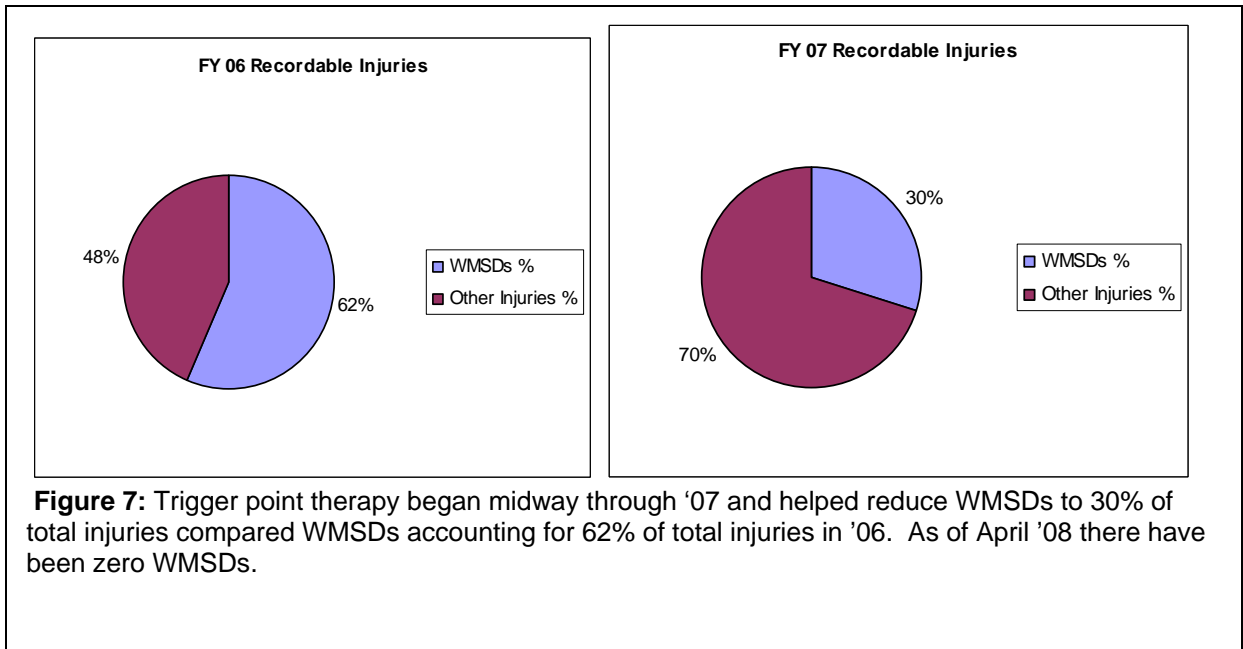 FY 06 Recordable Injuries
48%
62%
WMSDs %
Other Injuries %
FY 07 Recordable Injuries
30%
70%
WMSDs %
Other Injuries %
Figure 7: Trigger point therapy began midway through ‘07 and helped reduce WMSDs to 30% of
total injuries compared WMSDs accounting for 62% of total injuries in ’06.  As of April ’08 there have
been zero WMSDs.